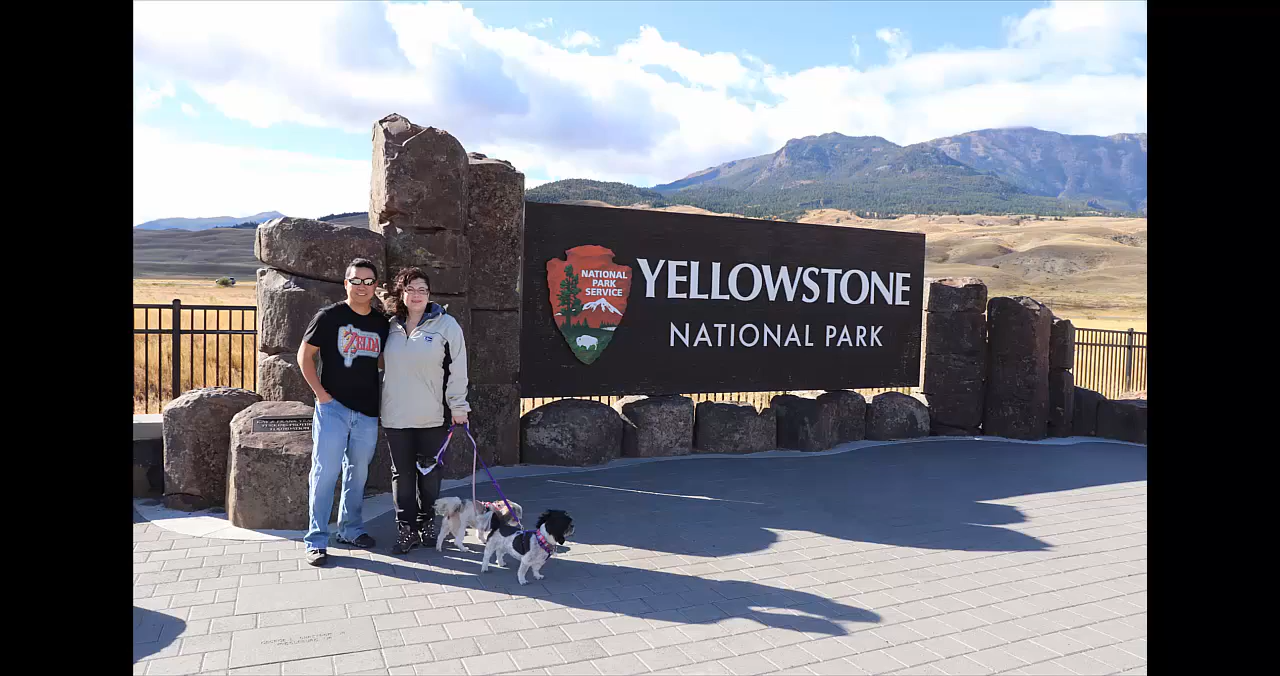 NATIONAL
PARK
SERVICE
YELLOWSTONE
NATIONAL PARK
ZELDA